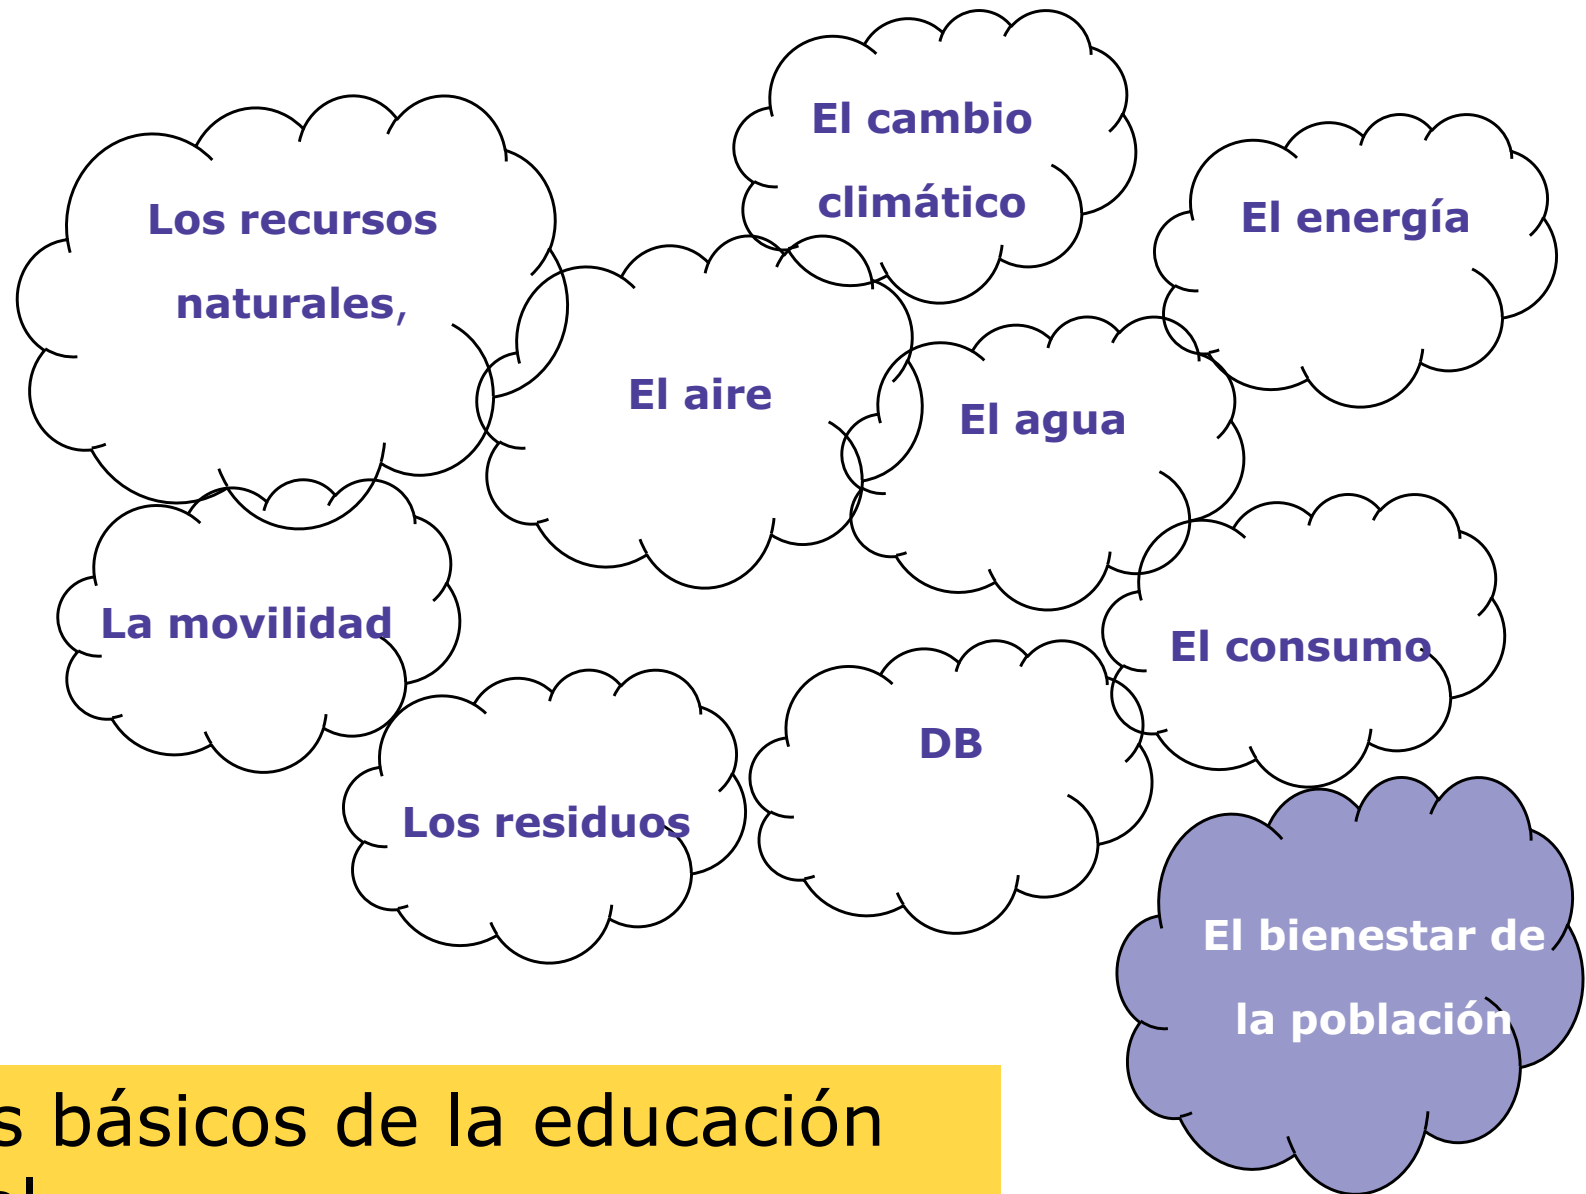 El cambio
climático
Los recursos
naturales,
El energía
El aire
El agua
La movilidad
El consumo
DB
Los residuos
El bienestar de
la población
básicos de la educación